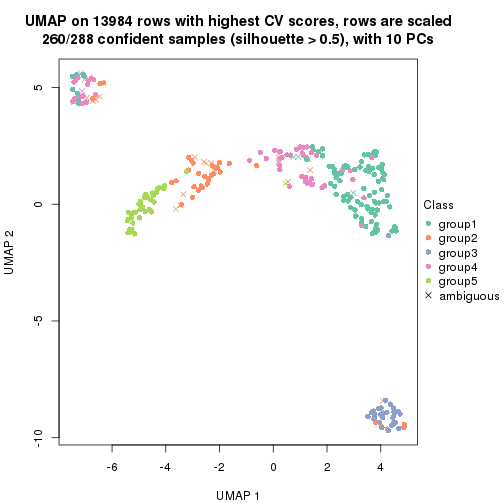 UMAP on 13984 rows with highest CV scores, rows are scaled
260/288 confident samples (silhouette > 0.5), with 10 PCs
5
0
-5
-10
UMAP 2
-6
-4
-2
0
2
4
UMAP 1
Class
group1
group2
group3
group4
group5
ambiguous